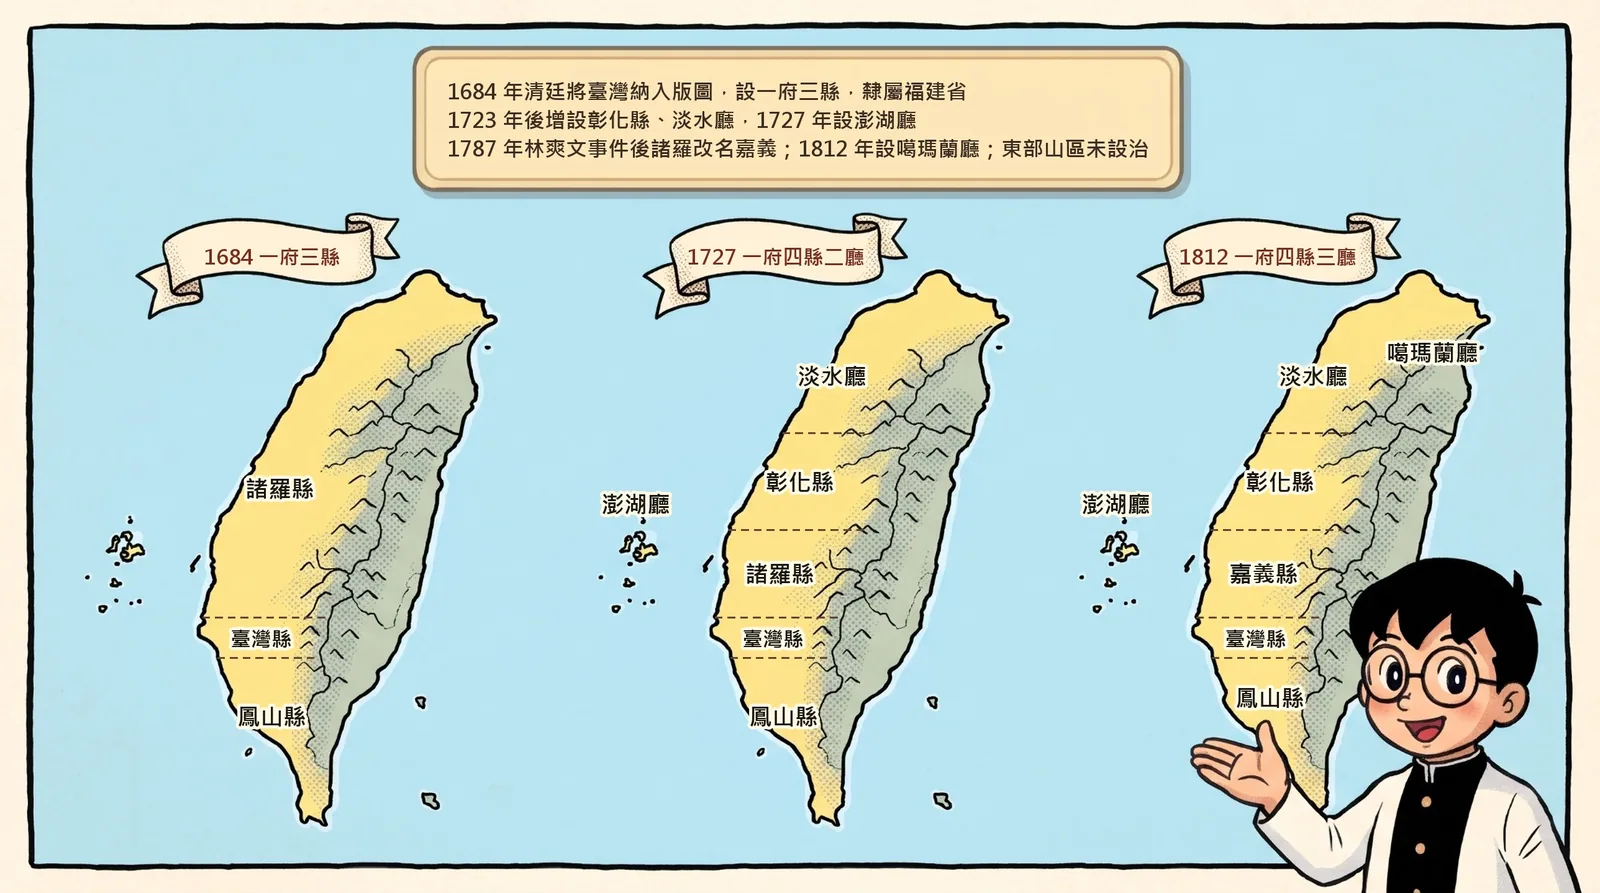 1684 年清廷將臺灣納入版圖，設一府三縣，隸屬福建省
1723 年後增設彰化縣、淡水廳，1727 年設澎湖廳
1787 年林爽文事件後諸羅改名嘉義；1812 年設噶瑪蘭廳；東部山區未設治
1684 一府三縣
諸羅縣
臺灣縣
鳳山縣
1727 一府四縣二廳
淡水廳
彰化縣
澎湖廳
諸羅縣
臺灣縣
鳳山縣
1812 一府四縣三廳
噶瑪蘭廳
淡水廳
彰化縣
澎湖廳
嘉義縣
臺灣縣
鳳山縣